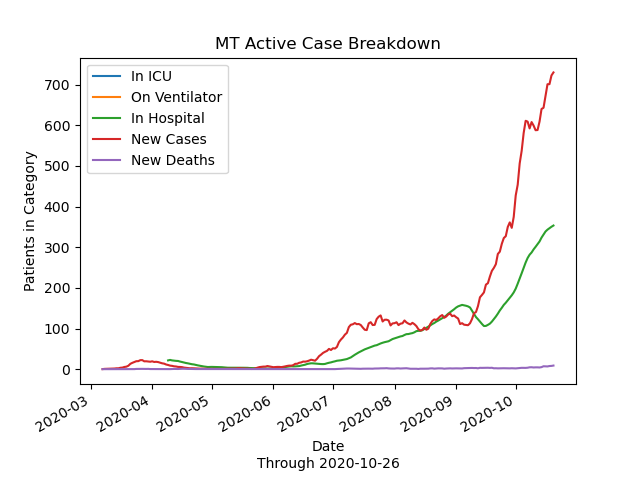 MT Active Case Breakdown
In ICU
On Ventilator
In Hospital
New Cases
New Deaths
Patients in Category
700
600
500
400
300
200
100
0
2020-03
2020-04
2020-05
2020-06
2020-07
2020-08
2020-09
2020-10
Date
Through 2020-10-26